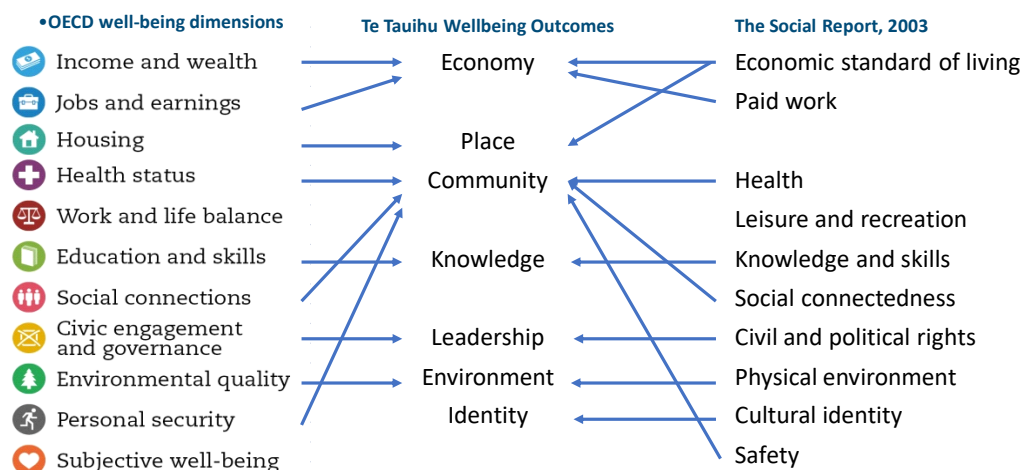 •OECD well-being dimensions
Income and wealth
Jobs and earnings
Housing
Health status
Work and life balance
Education and skills
Social connections
Civic engagement
and governance
Environmental quality
Personal security
Subjective well-being
Te Tauihu Wellbeing Outcomes
Economy
Place
Community
Knowledge
Leadership
Environment
Identity
The Social Report, 2003
Economic standard of living
Paid work
Health
Leisure and recreation
Knowledge and skills
Social connectedness
Civil and political rights
Physical environment
Cultural identity
Safety